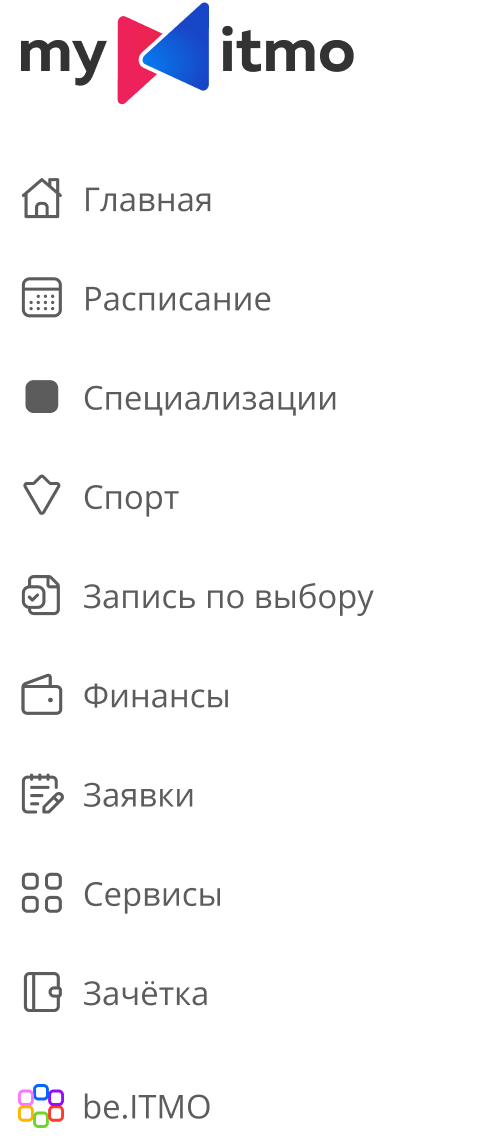 my itmo
Главная
Расписание
Специализации
Спорт
Запись по выбору
Финансы
Заявки
Сервисы
Зачётка
be.ITMO